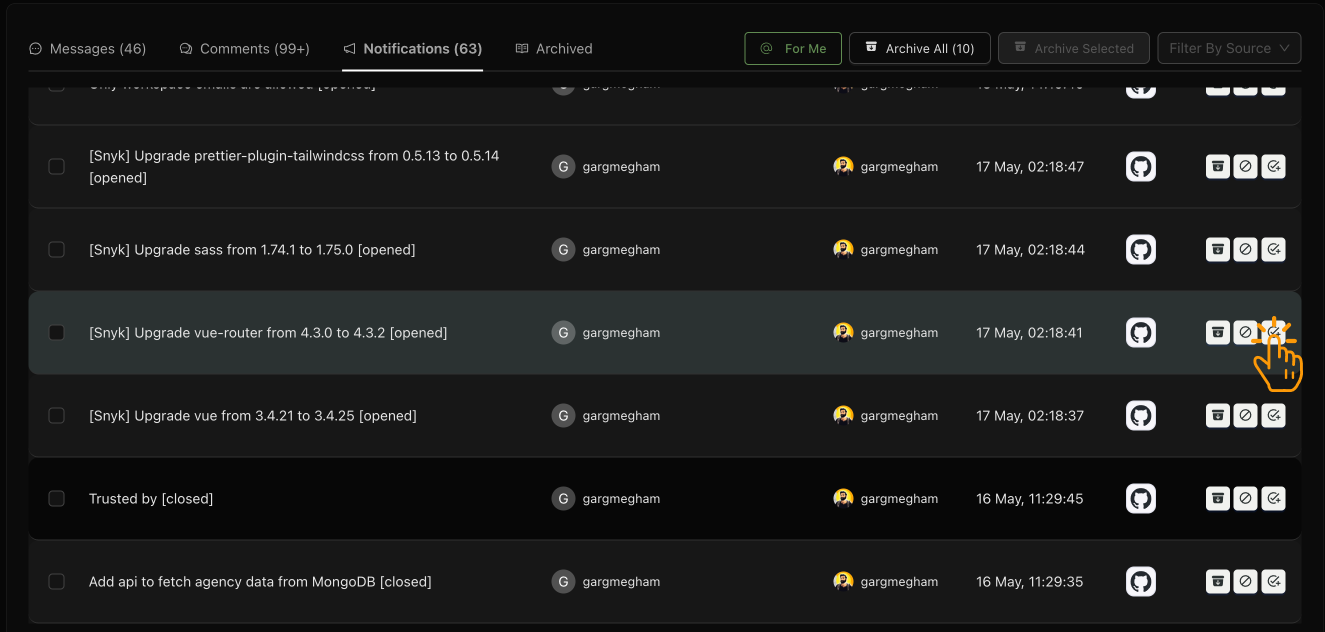 Messages (46)
Comments (99+)
Notifications (63)
Archived
For Me
Archive All (10)
Archive Selected
Filter By Source
[Snyk] Upgrade prettier-plugin-tailwindcss from 0.5.13 to 0.5.14
[opened]
G gargmegham
gargmegham
17 May, 02:18:47
[Snyk] Upgrade sass from 1.74.1 to 1.75.0 [opened]
G gargmegham
gargmegham
17 May, 02:18:44
[Snyk] Upgrade vue-router from 4.3.0 to 4.3.2 [opened]
G gargmegham
gargmegham
17 May, 02:18:41
[Snyk] Upgrade vue from 3.4.21 to 3.4.25 [opened]
G gargmegham
gargmegham
17 May, 02:18:37
Trusted by [closed]
G gargmegham
gargmegham
16 May, 11:29:45
Add api to fetch agency data from MongoDB [closed]
G gargmegham
gargmegham
16 May, 11:29:35